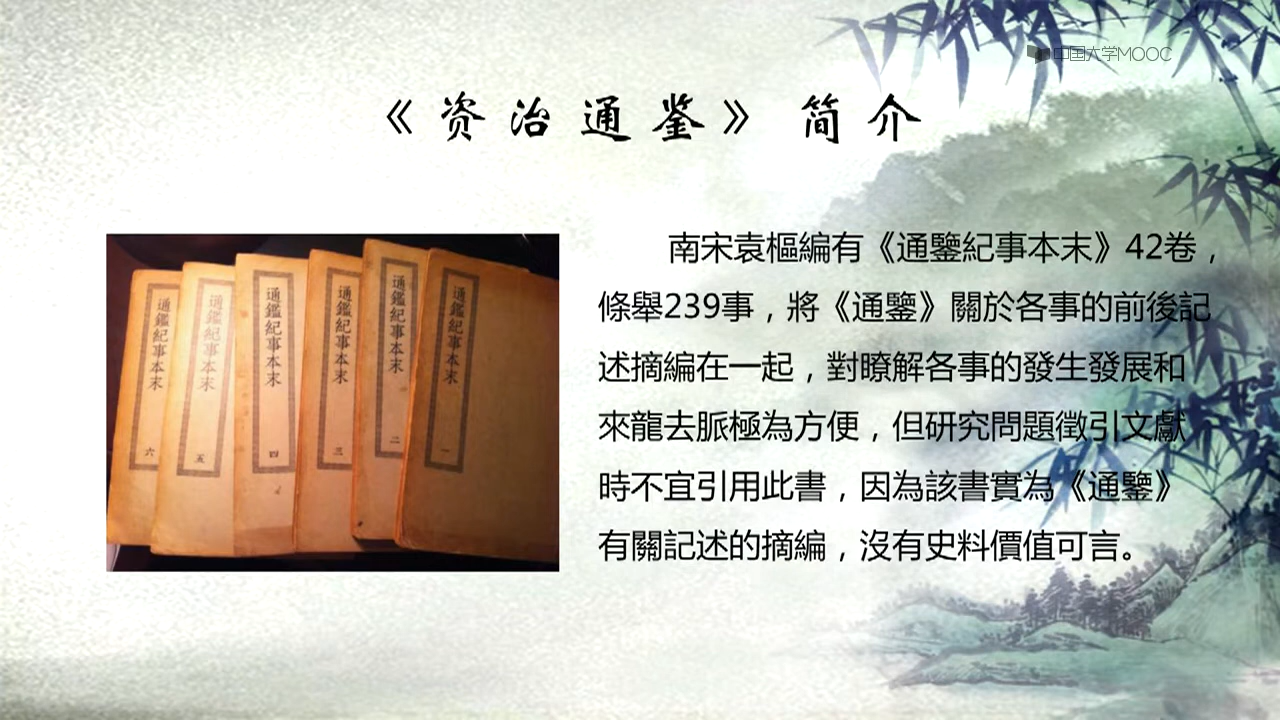 中国大学MOOC
《资治通鉴》简介
南宋袁樞編有《通鑒紀事本末》42卷，
條舉239事，將《通鑒》關於各事的前後記
述摘編在一起，對瞭解各事的發生發展和
來龍去脈極為方便，但研究問題徵引文獻
時不宜引用此書，因為該書實為《通鑒》
有關記述的摘編，沒有史料價值可言。
通鑑紀事本末 一
通鑑紀事本末 二
通鑑紀事本末 三
通鑑紀事本末 四
通鑑紀事本末 五
通鑑紀事本末 六